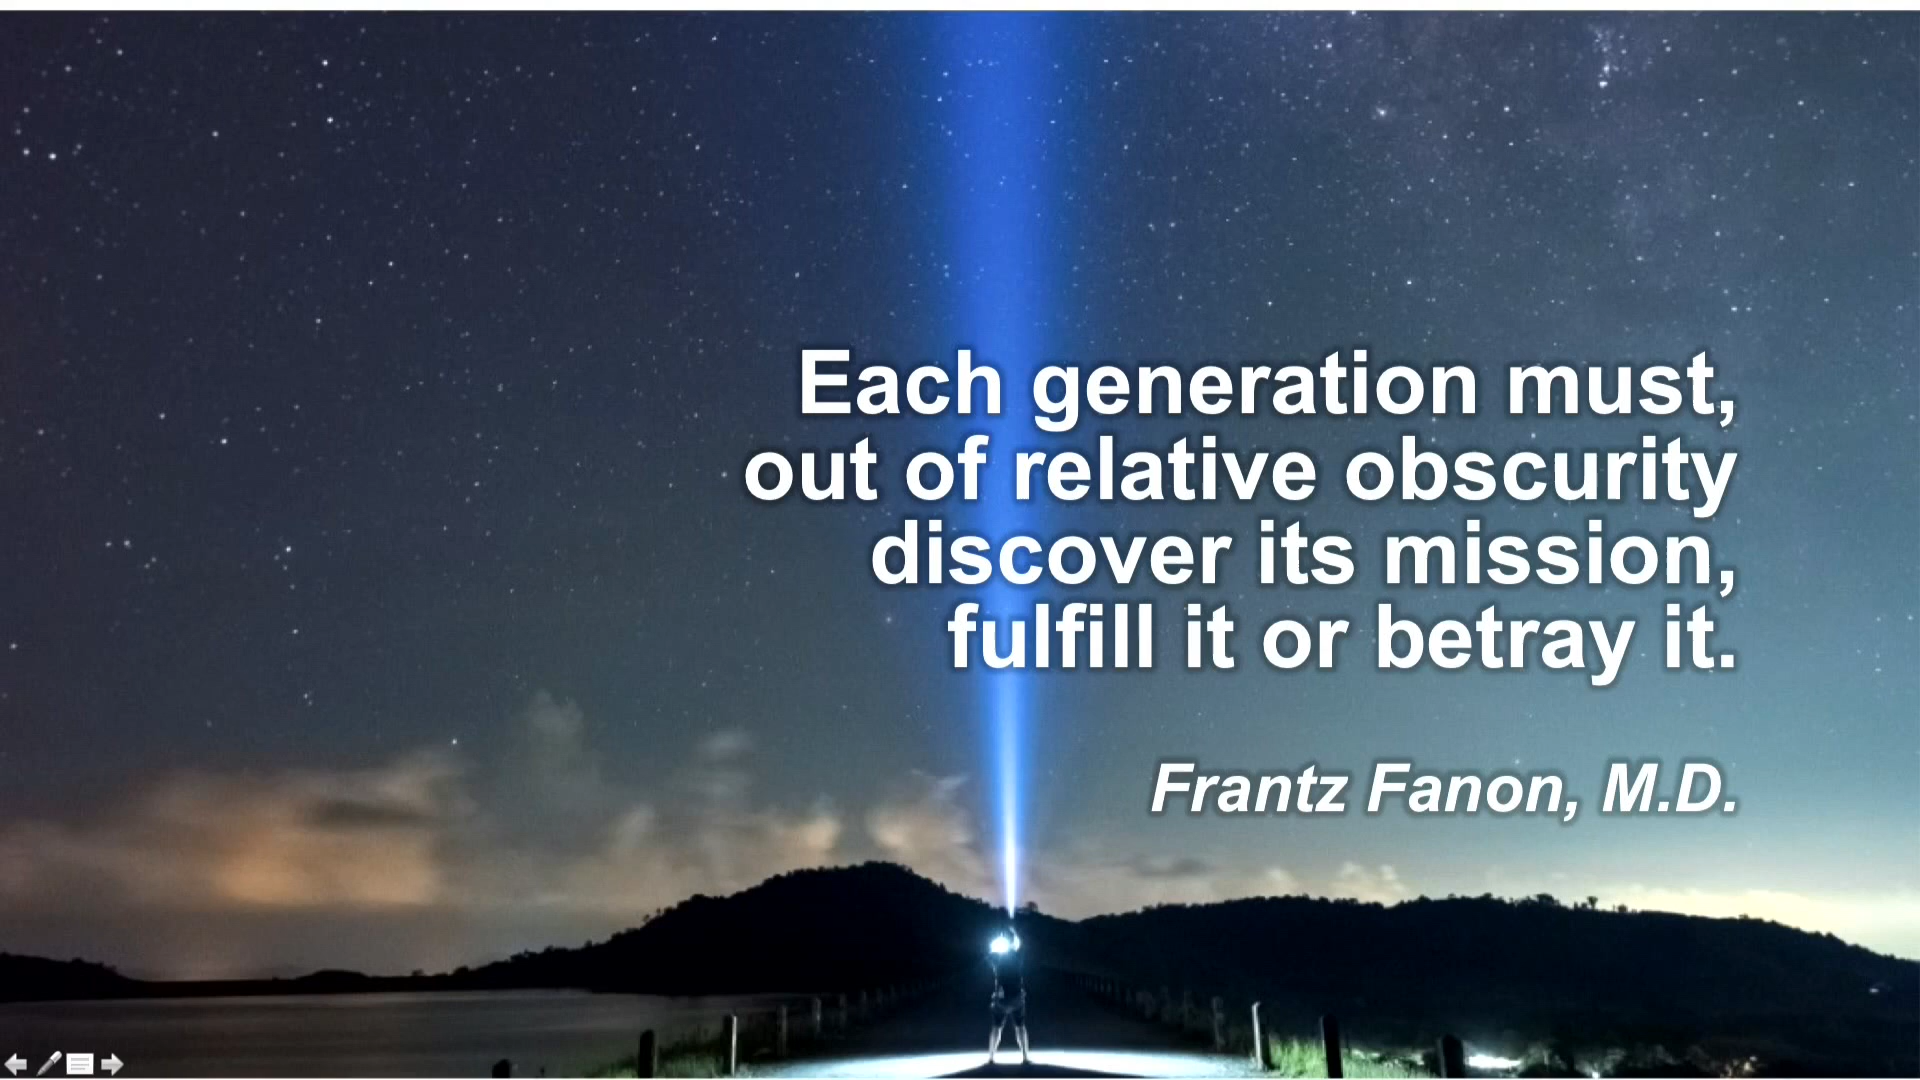 Each generation must,
out of relative obscurity
discover its mission,
fulfill it or betray it.
Frantz Fanon, M.D.